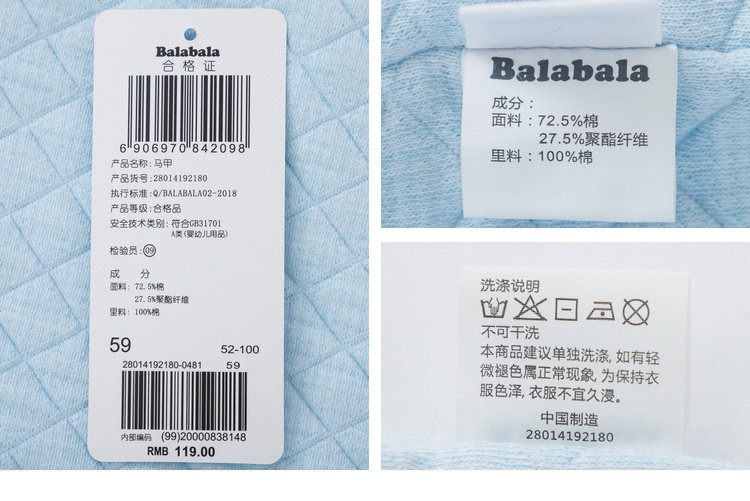 Balabala
合格证
6 906970 842098
产品名称:马甲
产品货号:28014192180
执行标准:Q/BALABALA02-2018
产品等级:合格品
安全技术类别:符合GB31701
A类(婴幼儿用品)
检验员:09
成 分
面料:72.5%棉
27.5%聚酯纤维
里料:100%棉
59 52-100
28014192180-0481 59
内部编码 (99)20000838148
RMB 119.00
Balabala
成分:
面料:72.5%棉
27.5%聚酯纤维
里料:100%棉
洗涤说明
不可干洗
本商品建议单独洗涤,如有轻
微褪色属正常现象,为保持衣
服色泽,衣服不宜久浸。
中国制造
28014192180